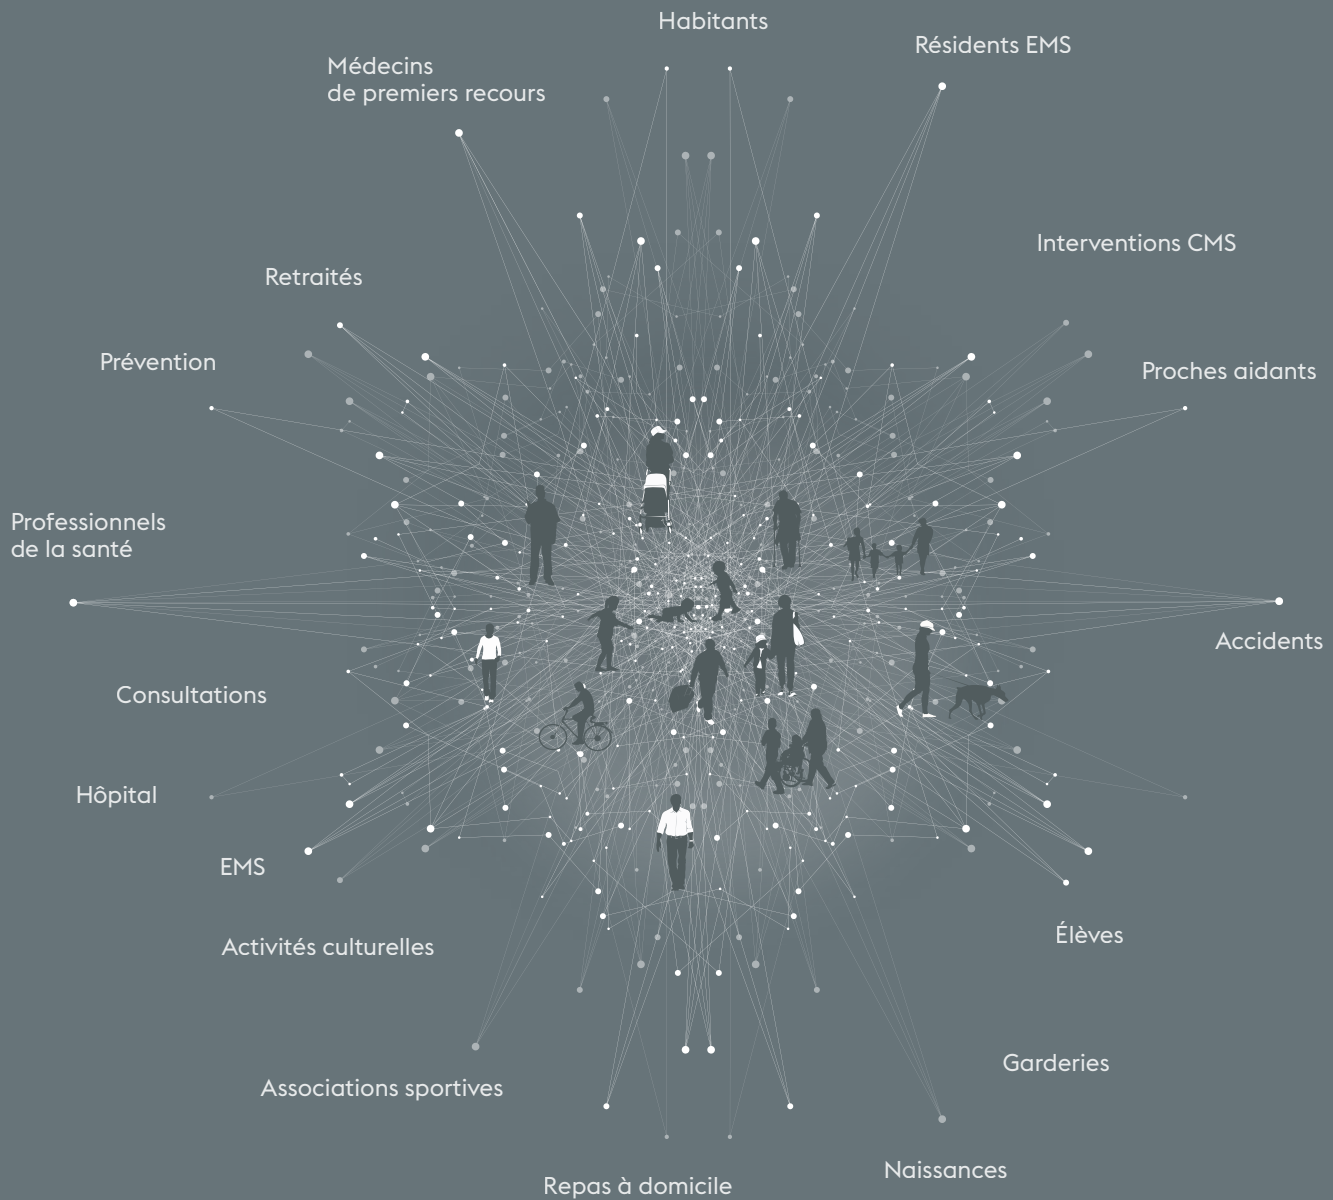 Habitants
Résidents EMS
Médecins
de premiers recours
Interventions CMS
Retraités
Prévention
Proches aidants
Professionnels
de la santé
Accidents
Consultations
Hôpital
EMS
Élèves
Activités culturelles
Garderies
Associations sportives
Naissances
Repas à domicile